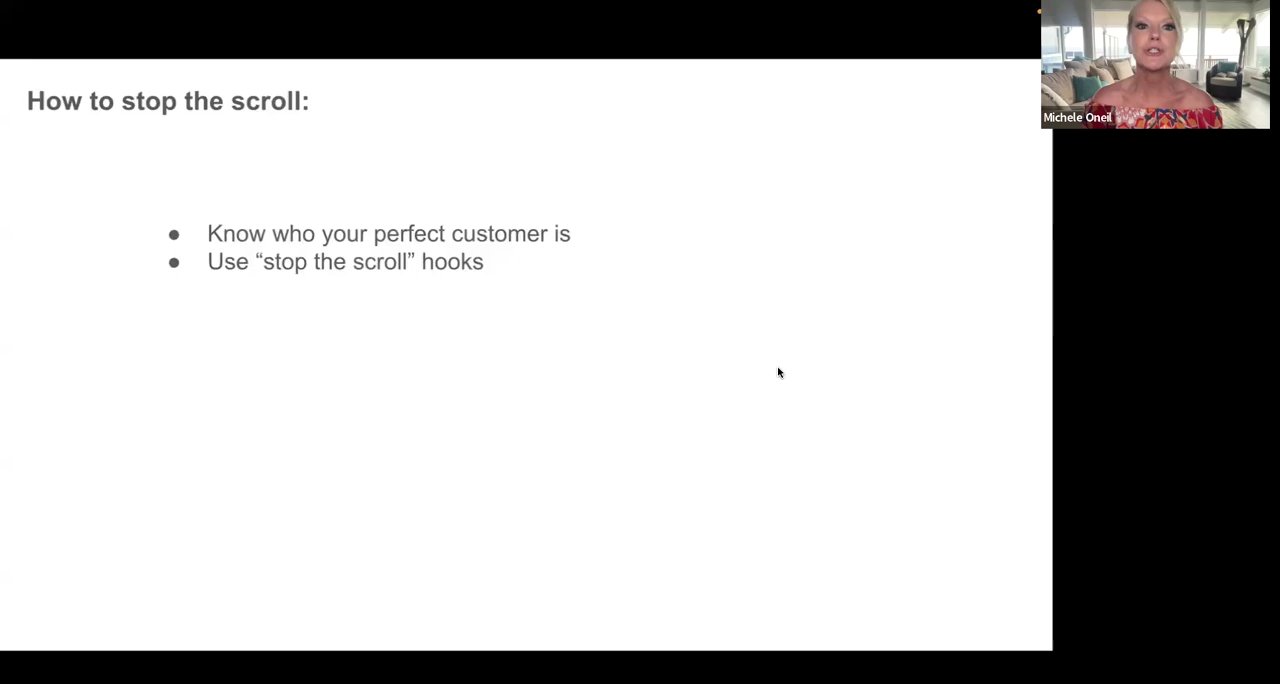 How to stop the scroll:
● Know who your perfect customer is
● Use “stop the scroll” hooks
Michele Oneil